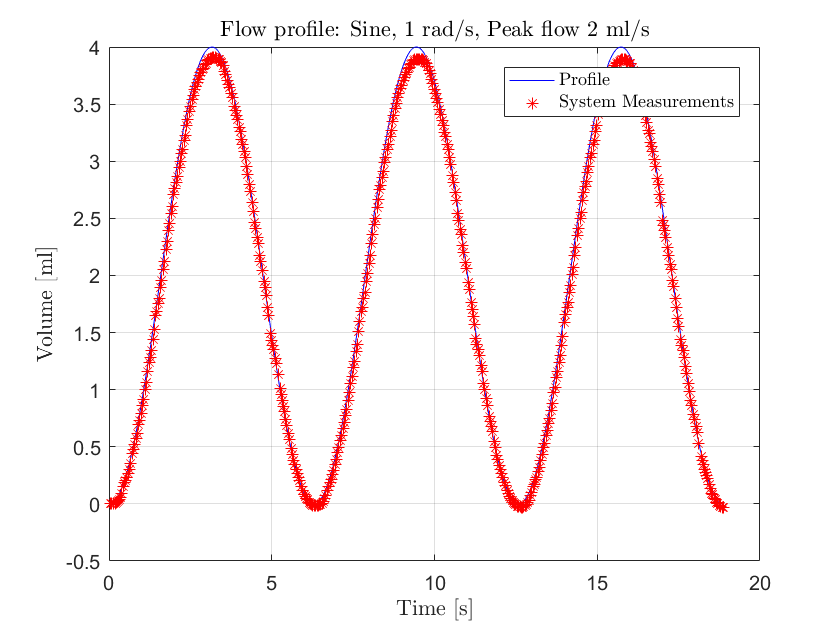 Flow profile: Sine, 1 rad/s, Peak flow 2 ml/s
Profile
System Measurements
4
3.5
3
2.5
2
1.5
1
0.5
0
-0.5
Volume [ml]
0 5 10 15 20
Time [s]